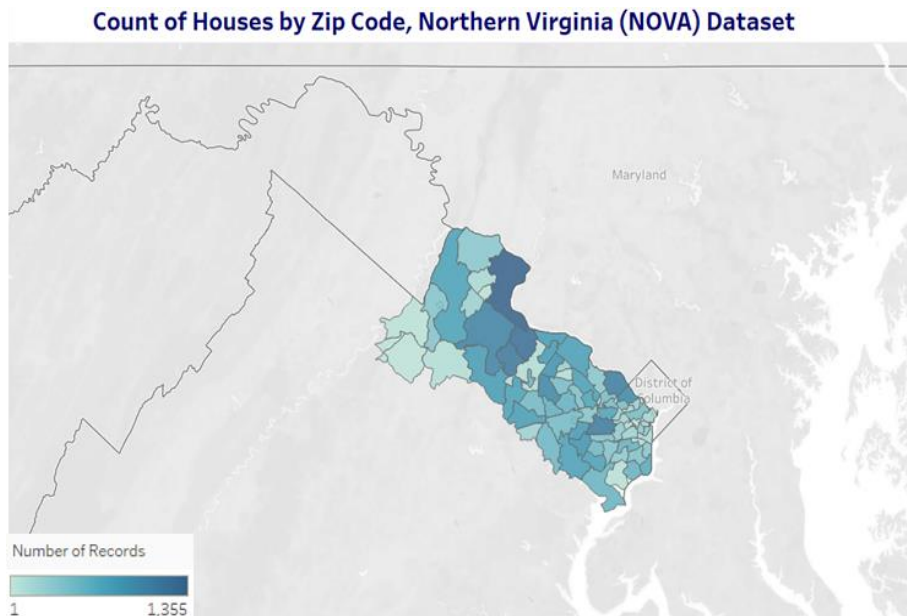 Count of Houses by Zip Code, Northern Virginia (NOVA) Dataset
Maryland
District of
Columbia
Number of Records
1
1,355